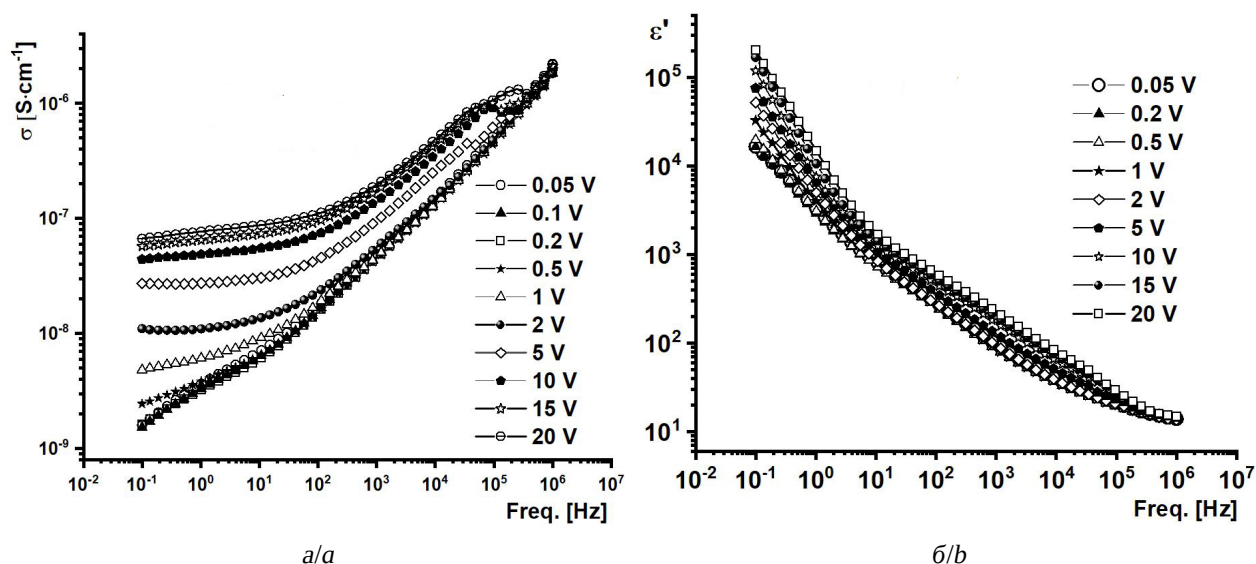 σ [S·cm⁻¹]
10⁻⁶
10⁻⁷
10⁻⁸
10⁻⁹
10⁻² 10⁻¹ 10⁰ 10¹ 10² 10³ 10⁴ 10⁵ 10⁶ 10⁷
Freq. [Hz]
0.05 V
0.1 V
0.2 V
0.5 V
1 V
2 V
5 V
10 V
15 V
20 V
а/a
ε'
10⁵
10⁴
10³
10²
10¹
10⁻² 10⁻¹ 10⁰ 10¹ 10² 10³ 10⁴ 10⁵ 10⁶ 10⁷
Freq. [Hz]
0.05 V
0.2 V
0.5 V
1 V
2 V
5 V
10 V
15 V
20 V
б/b